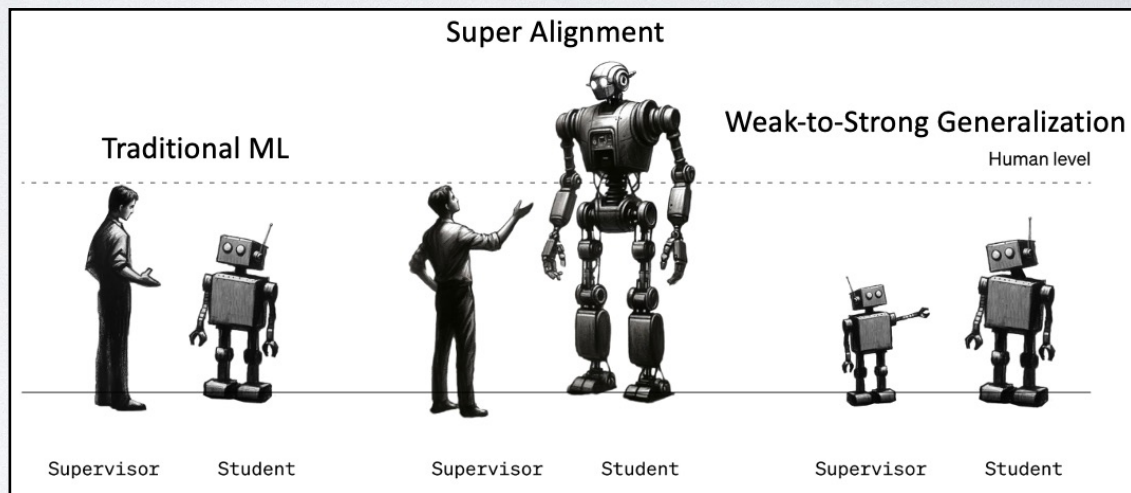 Super Alignment
Traditional ML
Weak-to-Strong Generalization
Human level
Supervisor Student Supervisor Student Supervisor Student